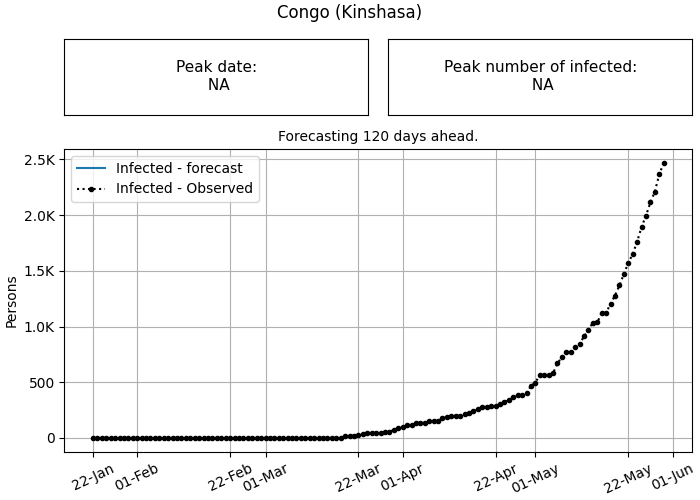 Congo (Kinshasa)
Peak date:
NA
Peak number of infected:
NA
Forecasting 120 days ahead.
Infected - forecast
Infected - Observed
2.5K
2.0K
1.5K
1.0K
500
0
Persons
22-Jan
01-Feb
22-Feb
01-Mar
22-Mar
01-Apr
22-Apr
01-May
22-May
01-Jun